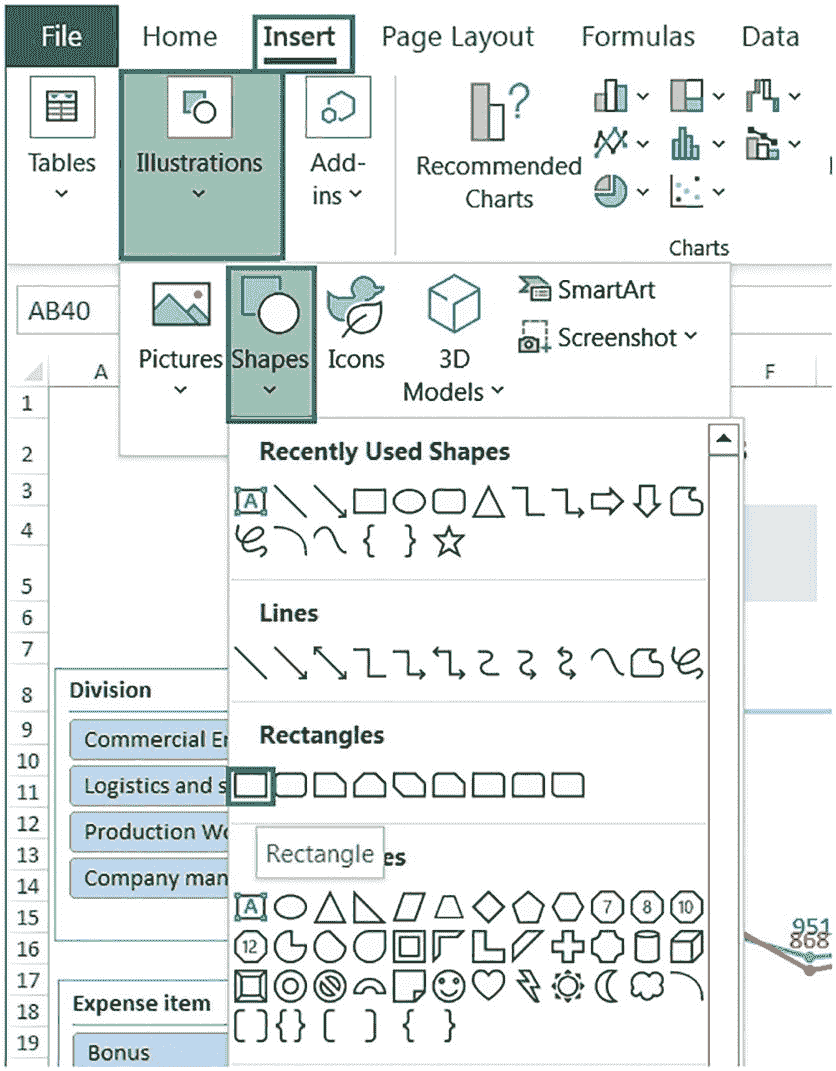 File Home Insert Page Layout Formulas Data
Tables
Illustrations
Add-
ins
Recommended
Charts
Charts
AB40
Pictures
Shapes
Icons
3D
Models
SmartArt
Screenshot
A F
1
2
3
4
5
6
7
8
9
10
11
12
13
14
15
16
17
18
19
Recently Used Shapes
A
Lines
Rectangles
Rectangle
es
A 7 8 10
12
Division
Commercial
Logistics and
Production
Company
Expense item
Bonus
951
868